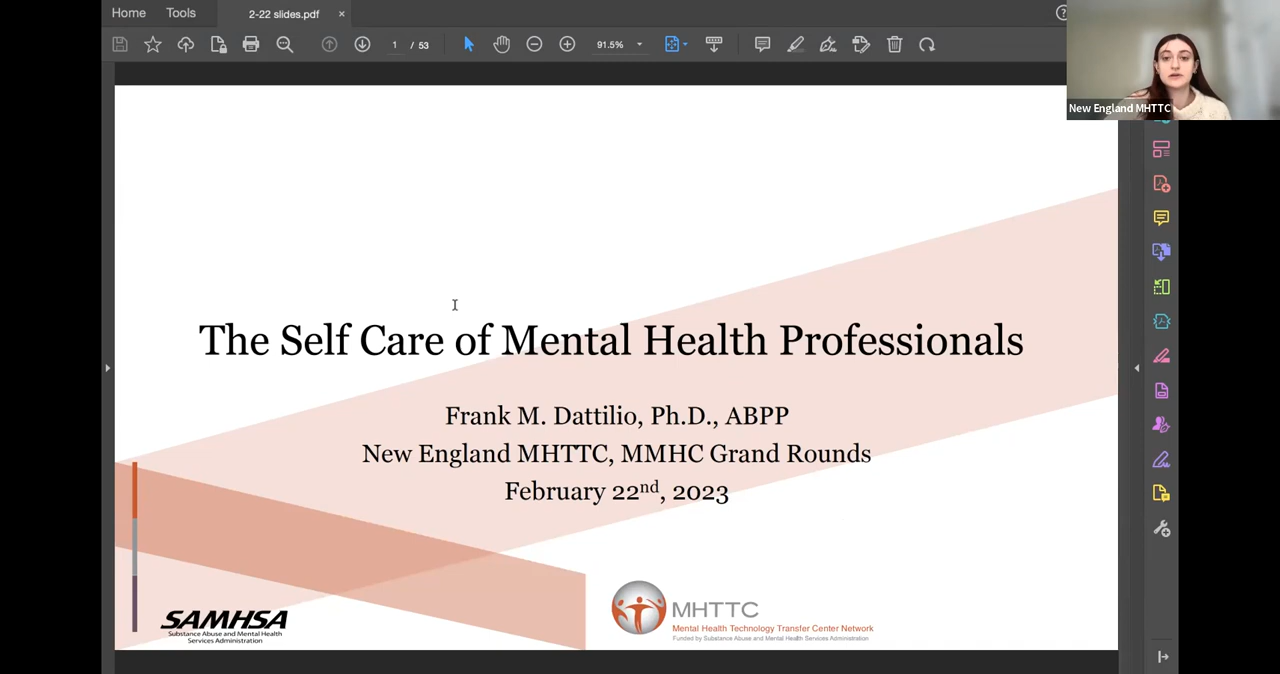 Home Tools 2-22 slides.pdf ×
1 / 53 91.5%
New England MHTTC
The Self Care of Mental Health Professionals
Frank M. Dattilio, Ph.D., ABPP
New England MHTTC, MMHC Grand Rounds
February 22nd, 2023
SAMHSA
Substance Abuse and Mental Health
Services Administration
MHTTC
Mental Health Technology Transfer Center Network
Funded by Substance Abuse and Mental Health Services Administration